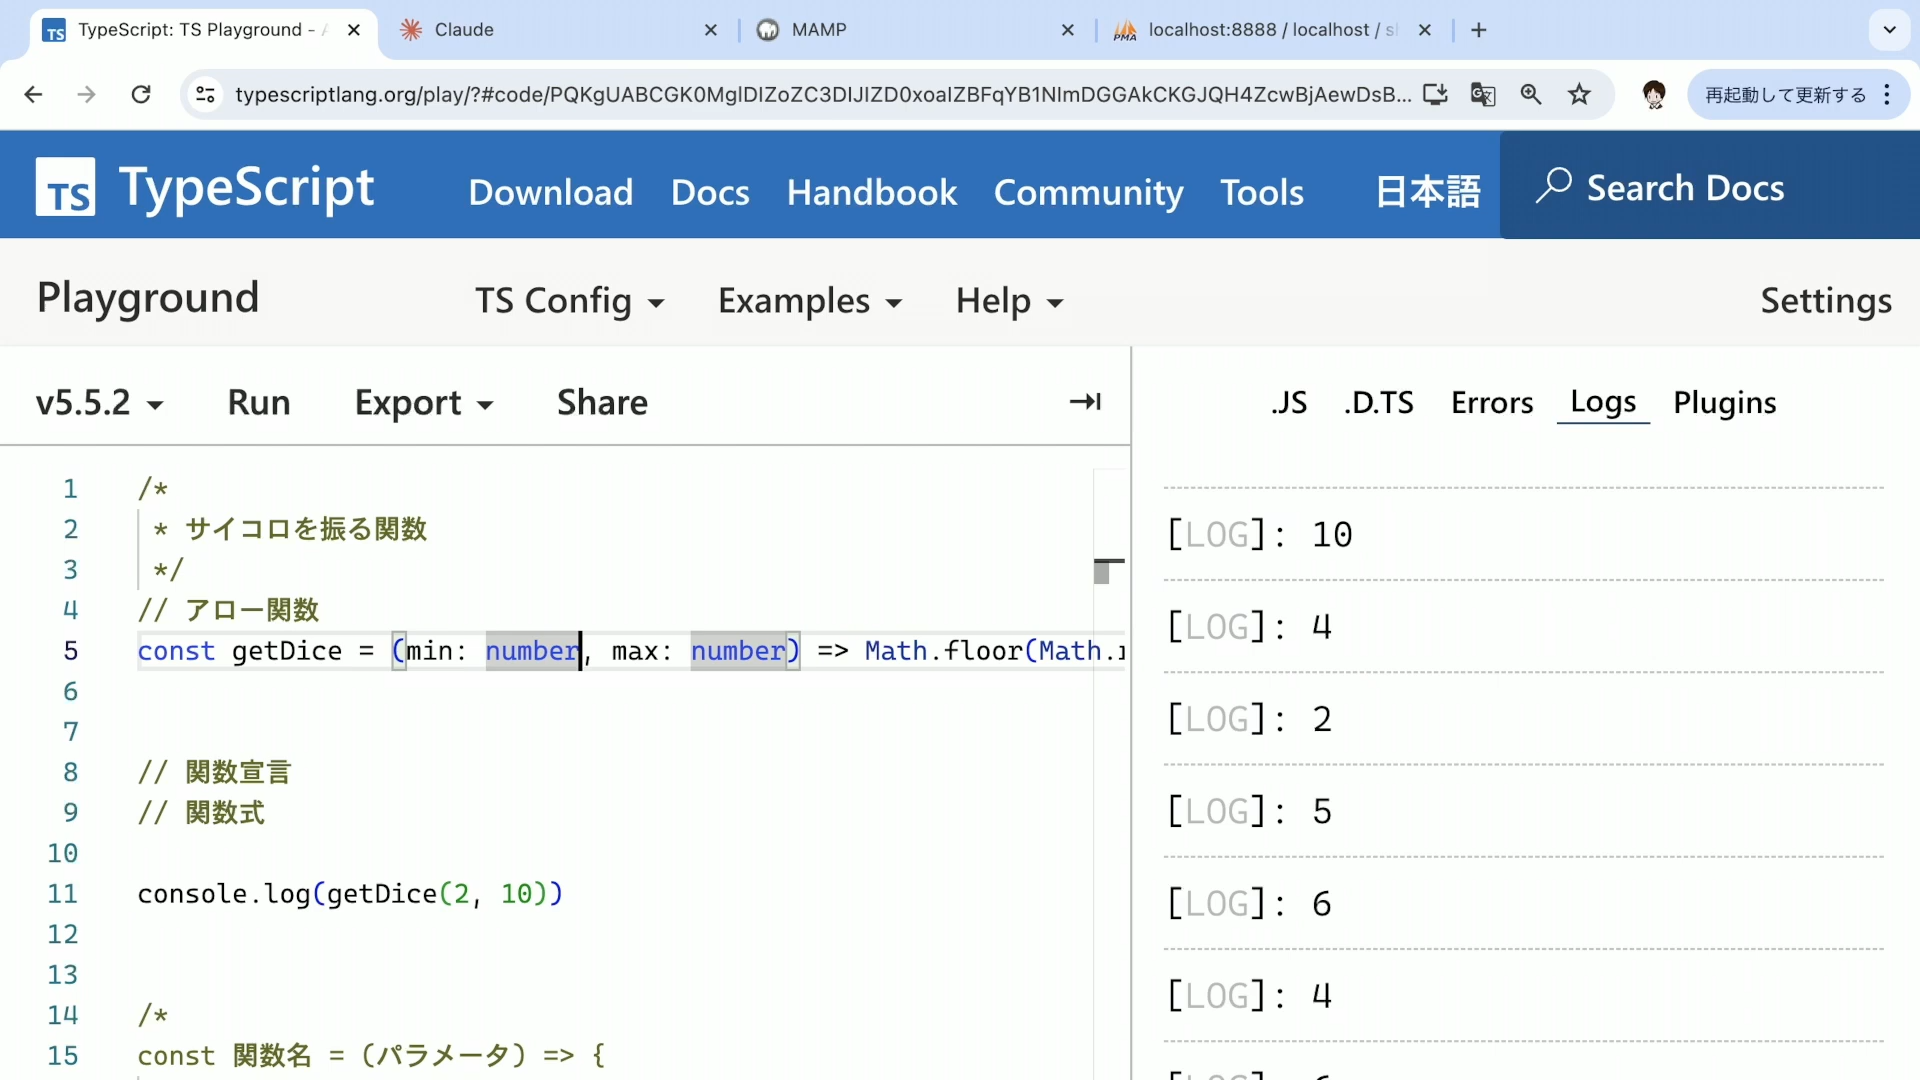 TypeScript: TS Playground -
Claude
MAMP
localhost:8888 / localhost /
typescriptlang.org/play/?#code/PQKgUABCGK0MgIDIZoZC3DIJIZD0xoaIZBFqYB1NImDGGAkCKGJQH4ZcwBjAewDsB...
再起動して更新する
TS TypeScript
Download Docs Handbook Community Tools 日本語 Search Docs
Playground TS Config Examples Help Settings
v5.5.2 Run Export Share
.JS .D.TS Errors Logs Plugins
1 /*
2 * サイコロを振る関数
3 */
4 // アロー関数
5 const getDice = (min: number, max: number) => Math.floor(Math.
6
7
8 // 関数宣言
9 // 関数式
10
11 console.log(getDice(2, 10))
12
13
14 /*
15 const 関数名 = (パラメータ) => {
[LOG]: 10
[LOG]: 4
[LOG]: 2
[LOG]: 5
[LOG]: 6
[LOG]: 4